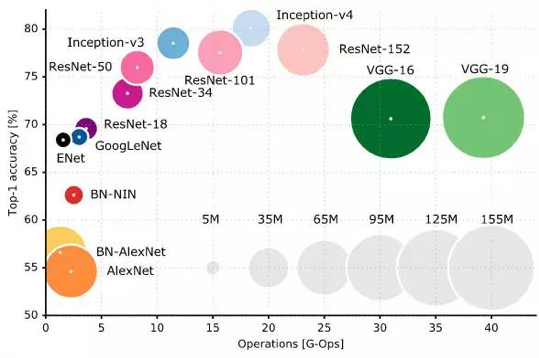 80
Inception-v4
Inception-v3
ResNet-152
ResNet-50
75
ResNet-101
VGG-16
VGG-19
ResNet-34
70
ResNet-18
GoogLeNet
ENet
Top-1 accuracy [%]
65
BN-NIN
60
5M 35M 65M 95M 125M 155M
BN-AlexNet
55
AlexNet
50
0 5 10 15 20 25 30 35 40
Operations [G-Ops]